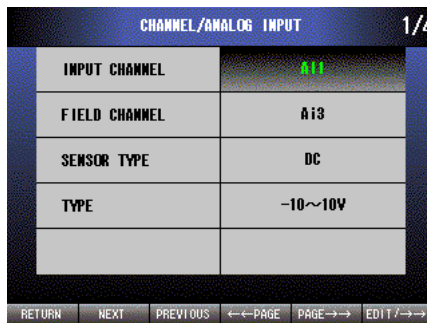 CHANNEL/ANALOG INPUT 1/4
INPUT CHANNEL Ai1
FIELD CHANNEL Ai3
SENSOR TYPE DC
TYPE -10~10V
RETURN NEXT PREVIOUS ←←PAGE PAGE→→ EDIT/→→